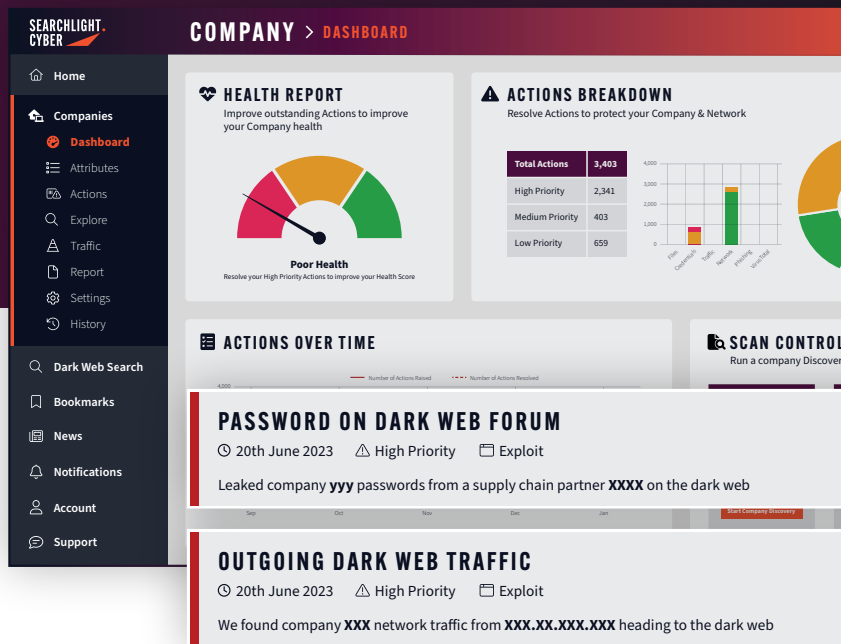 SEARCHLIGHT
CYBER
COMPANY > DASHBOARD
Home
Companies
Dashboard
Attributes
Actions
Explore
Traffic
Report
Settings
History
Dark Web Search
Bookmarks
News
Notifications
Account
Support
HEALTH REPORT
Improve outstanding Actions to improve
your Company health
Poor Health
Resolve your High Priority Actions to improve your Health Score
ACTIONS BREAKDOWN
Resolve Actions to protect your Company & Network
Total Actions 3,403
High Priority 2,341
Medium Priority 403
Low Priority 659
4,000
3,000
2,000
1,000
0
Files
Credentials
Traffic
Network
Phishing
VirusTotal
ACTIONS OVER TIME
Number of Actions Raised Number of Actions Resolved
4,000
SCAN CONTROL
Run a company Discover
PASSWORD ON DARK WEB FORUM
20th June 2023 High Priority Exploit
Leaked company yyy passwords from a supply chain partner XXXX on the dark web
Sep Oct Nov Dec Jan
Start Company Discovery
OUTGOING DARK WEB TRAFFIC
20th June 2023 High Priority Exploit
We found company XXX network traffic from XXX.XX.XXX.XXX heading to the dark web